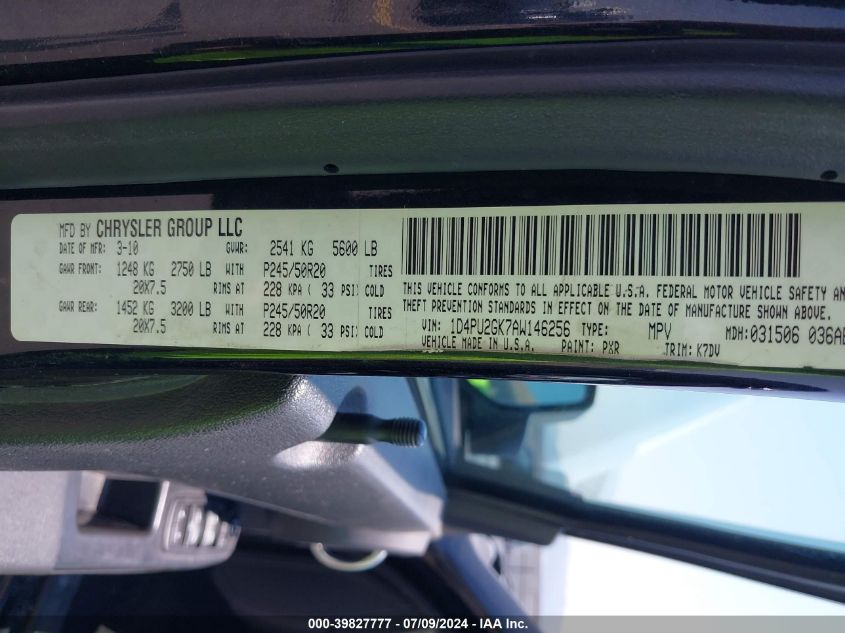 MFD BY CHRYSLER GROUP LLC
DATE OF MFR: 3-10 GVWR: 2541 KG 5600 LB
GAWR FRONT: 1248 KG 2750 LB WITH P245/50R20 TIRES
20X7.5 RIMS AT 228 KPA ( 33 PSI) COLD
GAWR REAR: 1452 KG 3200 LB WITH P245/50R20 TIRES
20X7.5 RIMS AT 228 KPA ( 33 PSI) COLD
THIS VEHICLE CONFORMS TO ALL APPLICABLE U.S.A. FEDERAL MOTOR VEHICLE SAFETY AN
THEFT PREVENTION STANDARDS IN EFFECT ON THE DATE OF MANUFACTURE SHOWN ABOVE.
VIN: 1D4PU2GK7AW146256 TYPE: MPV MDH: 031506 036AE
VEHICLE MADE IN U.S.A. PAINT: PXR TRIM: K7DV
000-39827777 / 07/09/2024 - IAA Inc.